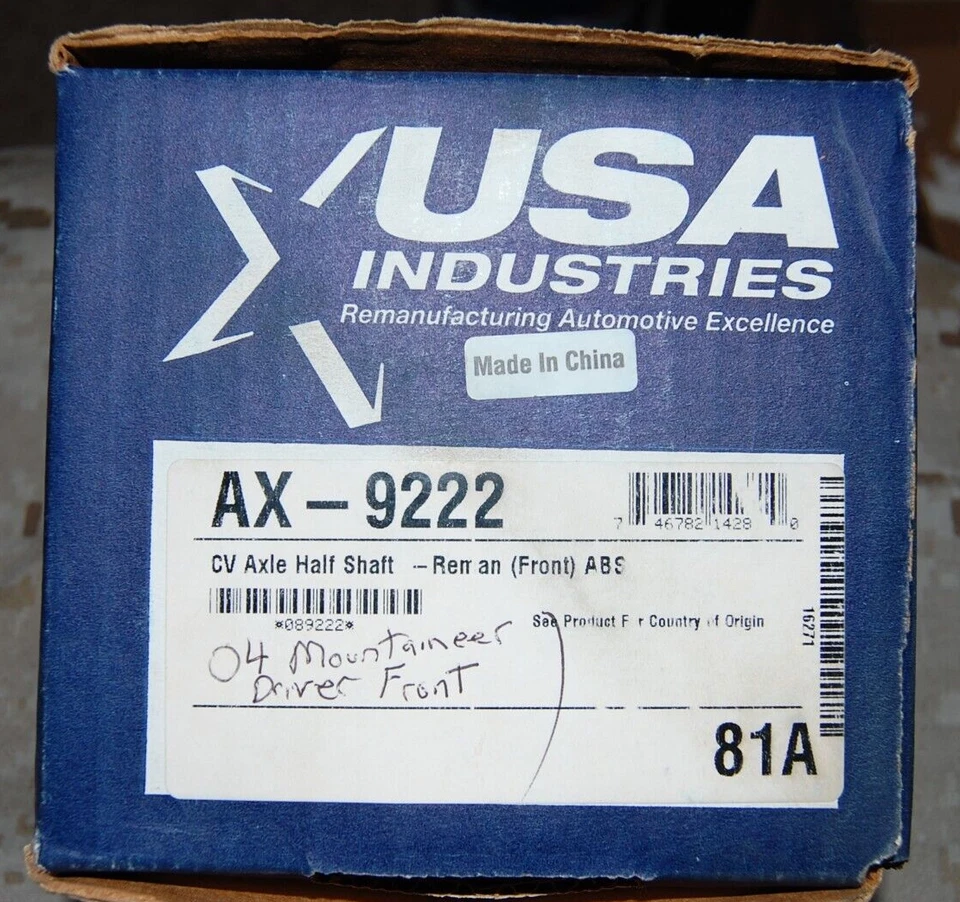 USA
INDUSTRIES
Remanufacturing Automotive Excellence
Made In China
AX-9222
7 46782 1428 0
CV Axle Half Shaft - Reman (Front) ABS
*089222*
See Product For Country of Origin
16271
04 Mountaineer
Driver Front
81A